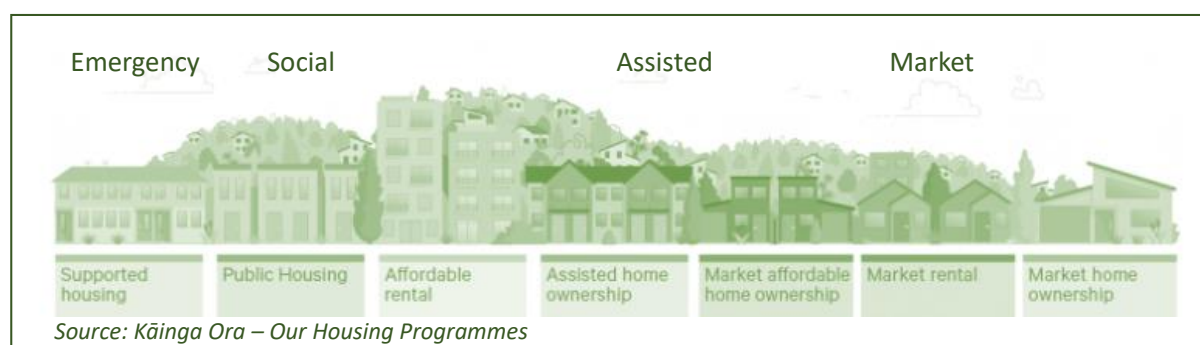 Emergency Social Assisted Market
Supported housing
Public Housing
Affordable rental
Assisted home ownership
Market affordable home ownership
Market rental
Market home ownership
Source: Kāinga Ora – Our Housing Programmes